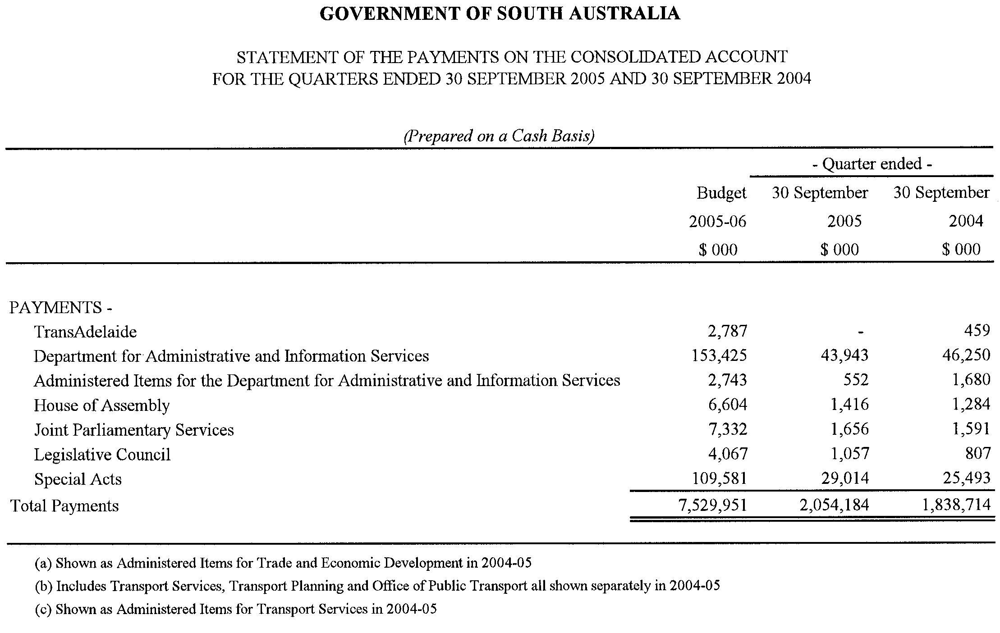 GOVERNMENT OF SOUTH AUSTRALIA
STATEMENT OF THE PAYMENTS ON THE CONSOLIDATED ACCOUNT
FOR THE QUARTERS ENDED 30 SEPTEMBER 2005 AND 30 SEPTEMBER 2004
(Prepared on a Cash Basis)
- Quarter ended -
Budget 30 September 30 September
2005-06 2005 2004
$ 000 $ 000 $ 000
PAYMENTS -
TransAdelaide 2,787 - 459
Department for Administrative and Information Services 153,425 43,943 46,250
Administered Items for the Department for Administrative and Information Services 2,743 552 1,680
House of Assembly 6,604 1,416 1,284
Joint Parliamentary Services 7,332 1,656 1,591
Legislative Council 4,067 1,057 807
Special Acts 109,581 29,014 25,493
Total Payments 7,529,951 2,054,184 1,838,714
(a) Shown as Administered Items for Trade and Economic Development in 2004-05
(b) Includes Transport Services, Transport Planning and Office of Public Transport all shown separately in 2004-05
(c) Shown as Administered Items for Transport Services in 2004-05